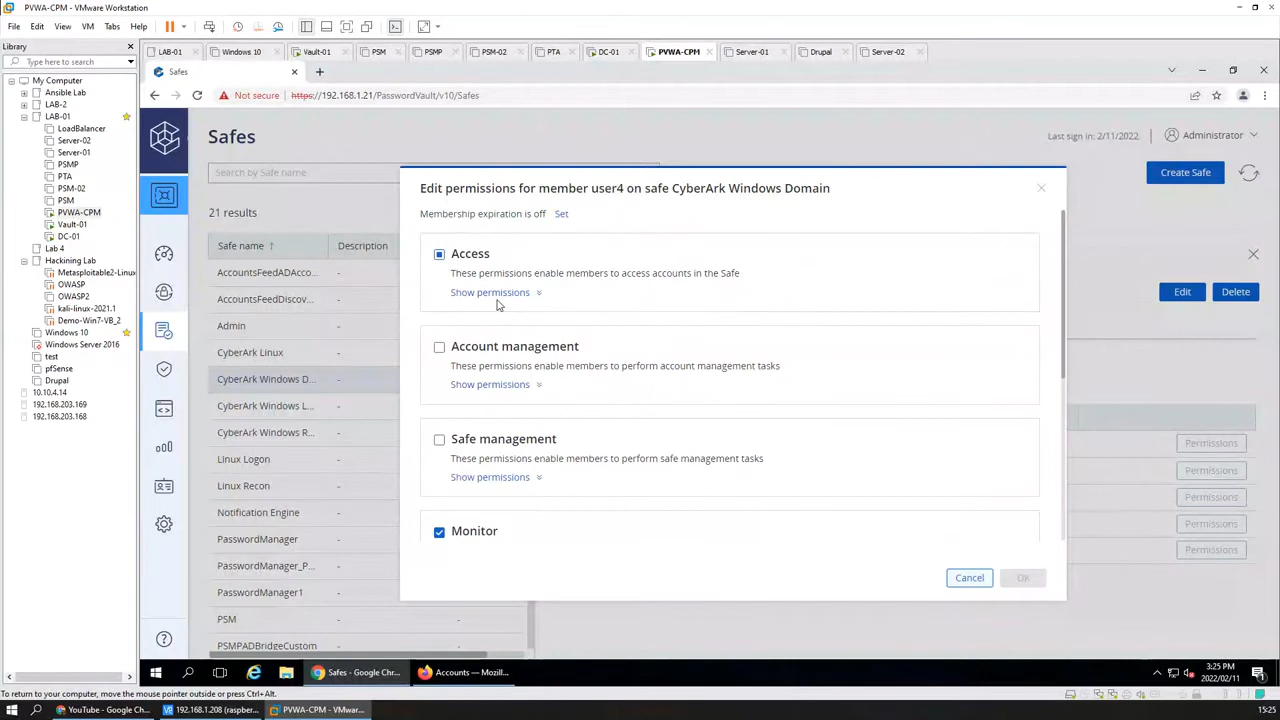 PVWA-CPM - VMware Workstation
File Edit View VM Tabs Help
Library
Type here to search
My Computer
Ansible Lab
LAB-2
LAB-01
LoadBalancer
Server-02
Server-01
PSMP
PTA
PSM-02
PSM
PVWA-CPM
Vault-01
DC-01
Lab 4
Hackining Lab
Metasploitable2-Linux
OWASP
OWASP2
kali-linux-2021.1
Demo-Win7-VB_2
Windows 10
Windows Server 2016
test
pfSense
Drupal
10.10.4.14
192.168.203.169
192.168.203.168
LAB-01 Windows 10 Vault-01 PSM PSMP PSM-02 PTA DC-01 PVWA-CPM Server-01 Drupal Server-02
Safes
Not secure https://192.168.1.21/PasswordVault/v10/Safes
Safes
Last sign in: 2/11/2022 Administrator
Search by Safe name
Create Safe
21 results
Safe name Description
AccountsFeedADAcco... -
AccountsFeedDiscov... -
Admin -
CyberArk Linux -
CyberArk Windows D... -
CyberArk Windows L... -
CyberArk Windows R... -
Linux Logon -
Linux Recon -
Notification Engine -
PasswordManager -
PasswordManager_P... -
PasswordManager1 -
PSM - -
PSMPADBridgeCustom
Edit Delete
Permissions
Permissions
Permissions
Permissions
Permissions
Edit permissions for member user4 on safe CyberArk Windows Domain
Membership expiration is off Set
Access
These permissions enable members to access accounts in the Safe
Show permissions
Account management
These permissions enable members to perform account management tasks
Show permissions
Safe management
These permissions enable members to perform safe management tasks
Show permissions
Monitor
Cancel OK
Safes - Google Chr... Accounts — Mozill...
3:25 PM
2022/02/11
To return to your computer, move the mouse pointer outside or press Ctrl+Alt.
YouTube - Google Ch... 192.168.1.208 (raspber... PVWA-CPM - VMwar...
15:25